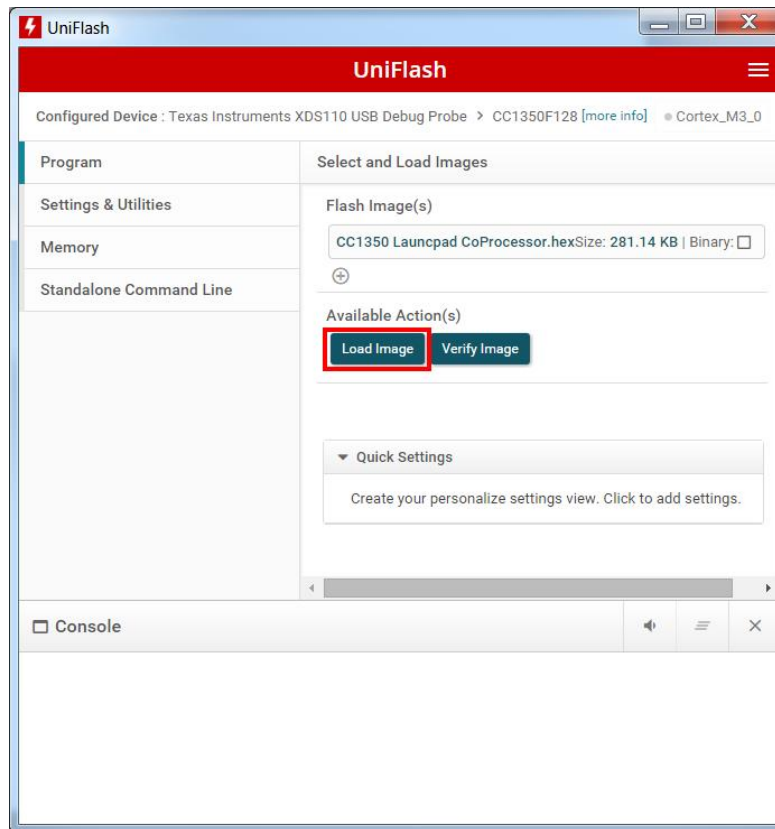 UniFlash
UniFlash
Configured Device : Texas Instruments XDS110 USB Debug Probe > CC1350F128 [more info] Cortex_M3_0
Program
Settings & Utilities
Memory
Standalone Command Line
Select and Load Images
Flash Image(s)
CC1350 Launcpad CoProcessor.hexSize: 281.14 KB | Binary:
Available Action(s)
Load Image Verify Image
Quick Settings
Create your personalize settings view. Click to add settings.
Console